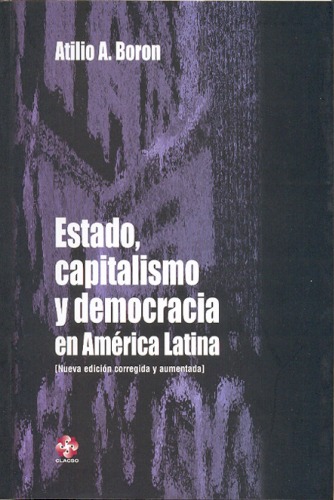 Atilio A. Boron
Estado,
capitalismo
y democracia
en América Latina
[Nueva edición corregida y aumentada]
CLACSO